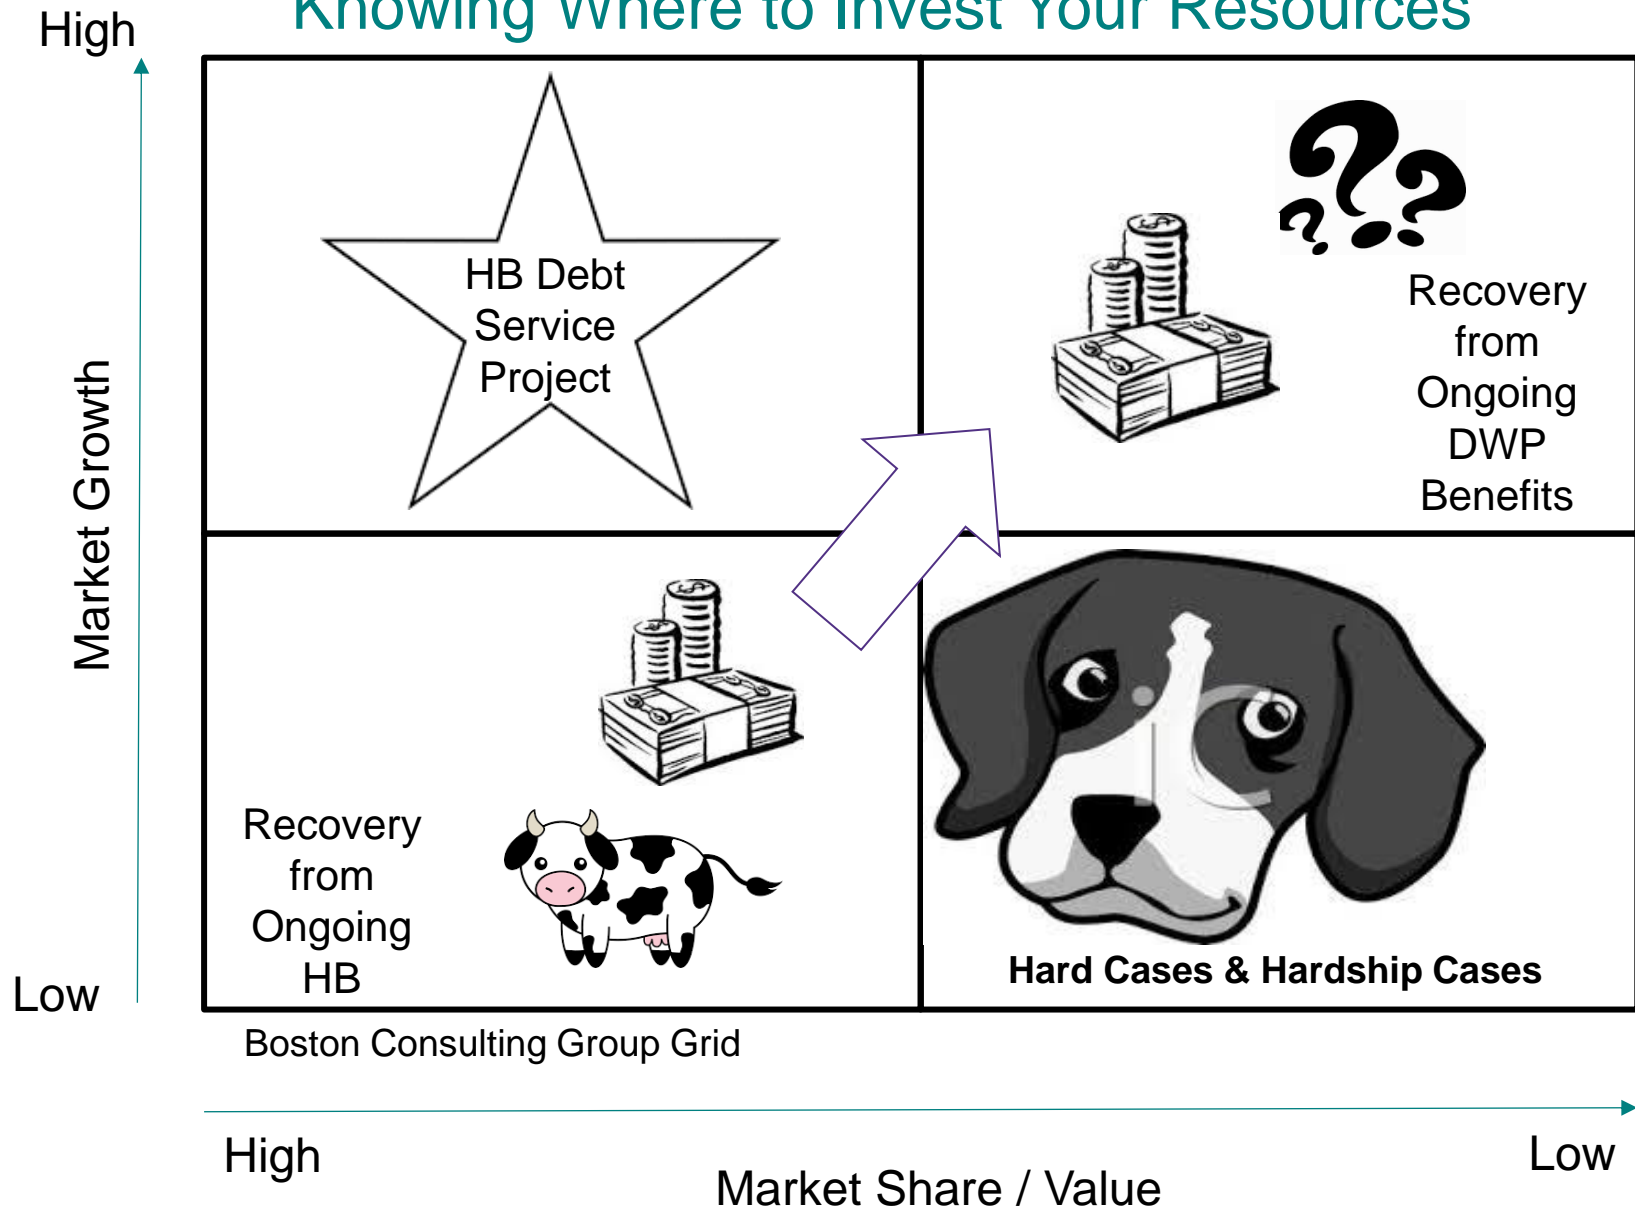 Knowing Where to Invest Your Resources
High
HB Debt
Service
Project
Recovery
from
Ongoing
DWP
Benefits
Market Growth
Recovery
from
Ongoing
HB
Hard Cases & Hardship Cases
Low
Boston Consulting Group Grid
High
Low
Market Share / Value